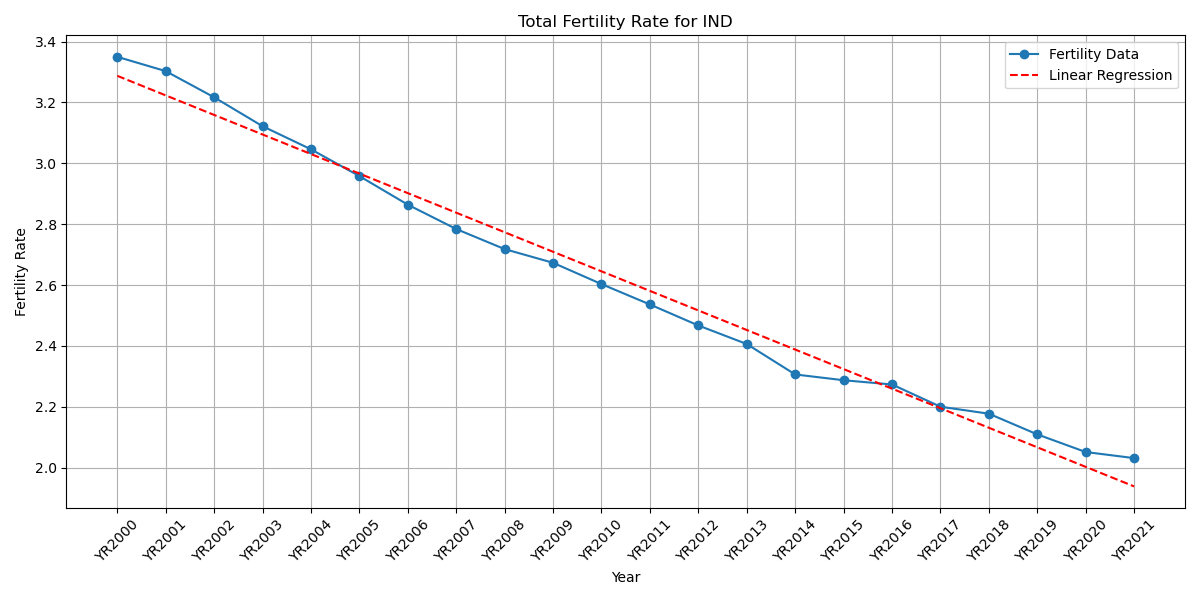 Total Fertility Rate for IND
Fertility Data
Linear Regression
Fertility Rate
3.4
3.2
3.0
2.8
2.6
2.4
2.2
2.0
YR2000
YR2001
YR2002
YR2003
YR2004
YR2005
YR2006
YR2007
YR2008
YR2009
YR2010
YR2011
YR2012
YR2013
YR2014
YR2015
YR2016
YR2017
YR2018
YR2019
YR2020
YR2021
Year